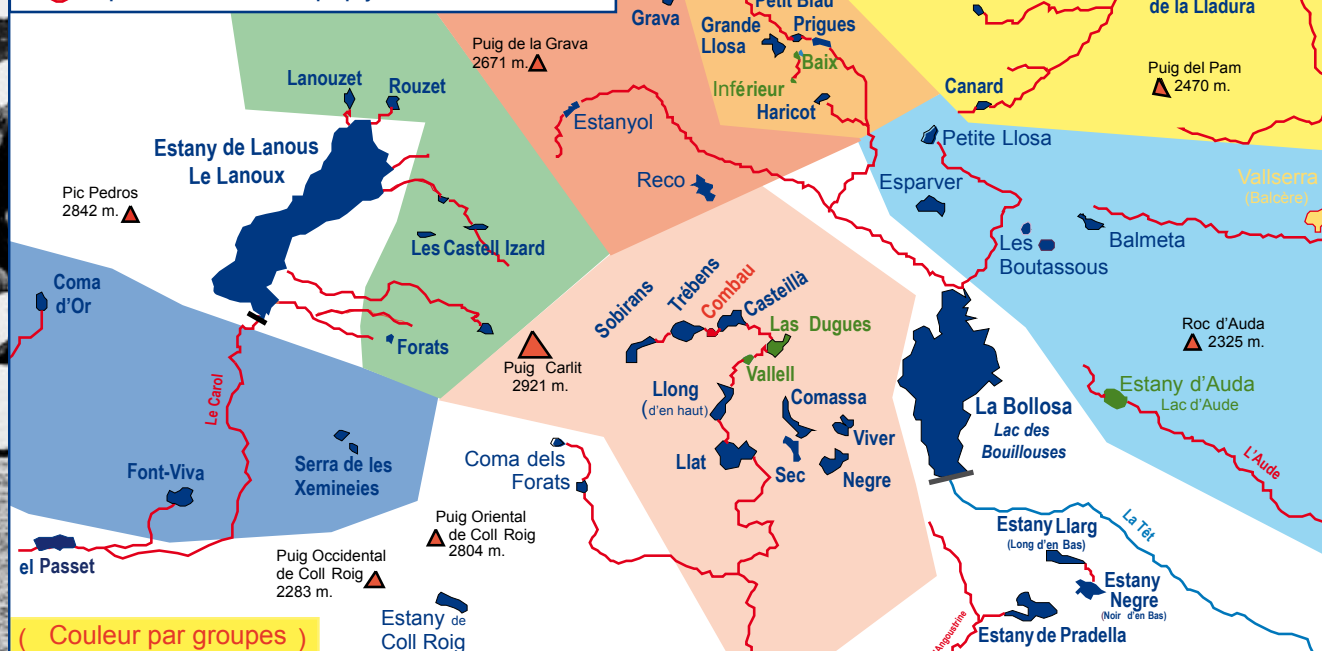 Petit Blau
Grava
Grande
Llosa
Prigues
de la Lladura
Puig de la Grava
2671 m.
Baix
Inférieur
Haricot
Canard
Puig del Pam
2470 m.
Lanouzet
Rouzet
Estanyol
Petite Llosa
Estany de Lanous
Le Lanoux
Reco
Esparver
Vallserra
(Balcère)
Pic Pedros
2842 m.
Les Castell Izard
Les
Boutassous
Balmeta
Coma
d'Or
Sobirans
Trébens
Combau
Casteillà
Las Dugues
Vallell
Roc d'Auda
2325 m.
Forats
Puig Carlit
2921 m.
Llong
(d'en haut)
Comassa
Viver
La Bollosa
Lac des
Bouillouses
Estany d'Auda
Lac d'Aude
Le Carol
Llat
Sec
Negre
L'Aude
Font-Viva
Serra de les
Xemineies
Coma dels
Forats
Puig Oriental
de Coll Roig
2804 m.
Estany Llarg
(Long d'en Bas)
La Têt
el Passet
Puig Occidental
de Coll Roig
2283 m.
Estany
Negre
(Noir d'en Bas)
Estany de
Coll Roig
Estany de Pradella
Angoustrine
( Couleur par groupes )